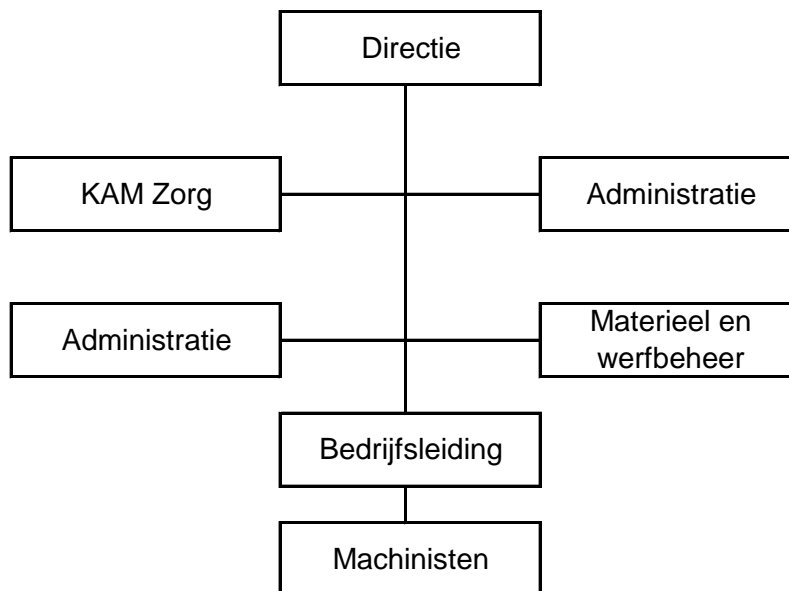 Directie
KAM Zorg
Administratie
Administratie
Materieel en
werfbeheer
Bedrijfsleiding
Machinisten